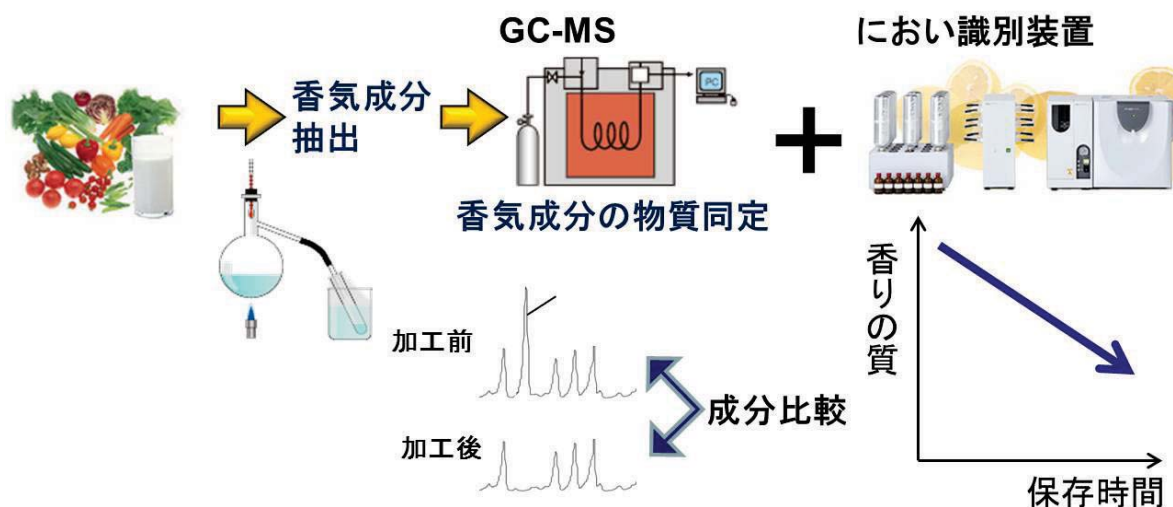 GC-MS
におい識別装置
香気成分
抽出
PC
香気成分の物質同定
加工前
成分比較
加工後
香りの質
保存時間